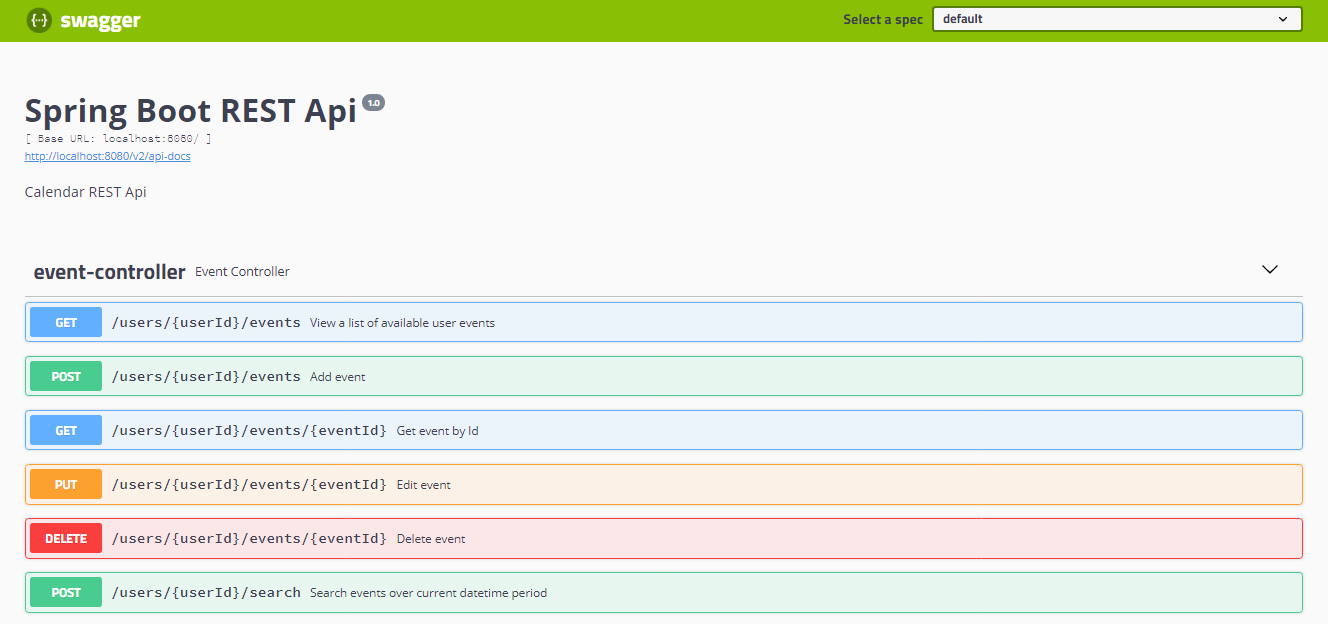 {...} swagger Select a spec default
Spring Boot REST Api 1.0
[ Base URL: localhost:8080/ ]
http://localhost:8080/v2/api-docs
Calendar REST Api
event-controller Event Controller
GET /users/{userId}/events View a list of available user events
POST /users/{userId}/events Add event
GET /users/{userId}/events/{eventId} Get event by Id
PUT /users/{userId}/events/{eventId} Edit event
DELETE /users/{userId}/events/{eventId} Delete event
POST /users/{userId}/search Search events over current datetime period